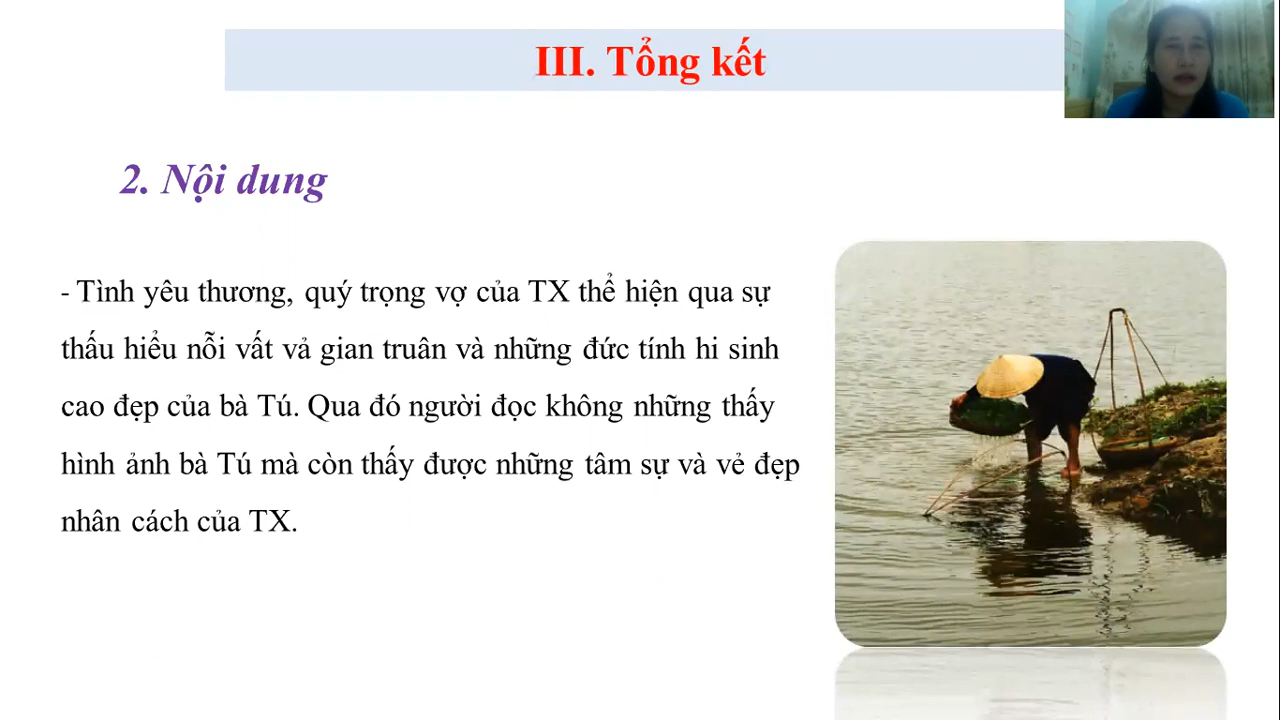 III. Tổng kết
2. Nội dung
- Tình yêu thương, quý trọng vợ của TX thể hiện qua sự
thấu hiểu nỗi vất vả gian truân và những đức tính hi sinh
cao đẹp của bà Tú. Qua đó người đọc không những thấy
hình ảnh bà Tú mà còn thấy được những tâm sự và vẻ đẹp
nhân cách của TX.